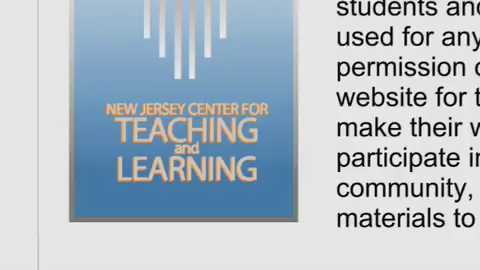 NEW JERSEY CENTER FOR
TEACHING
and
LEARNING
students and
used for any
permission
website for
make their
participate
community,
materials to